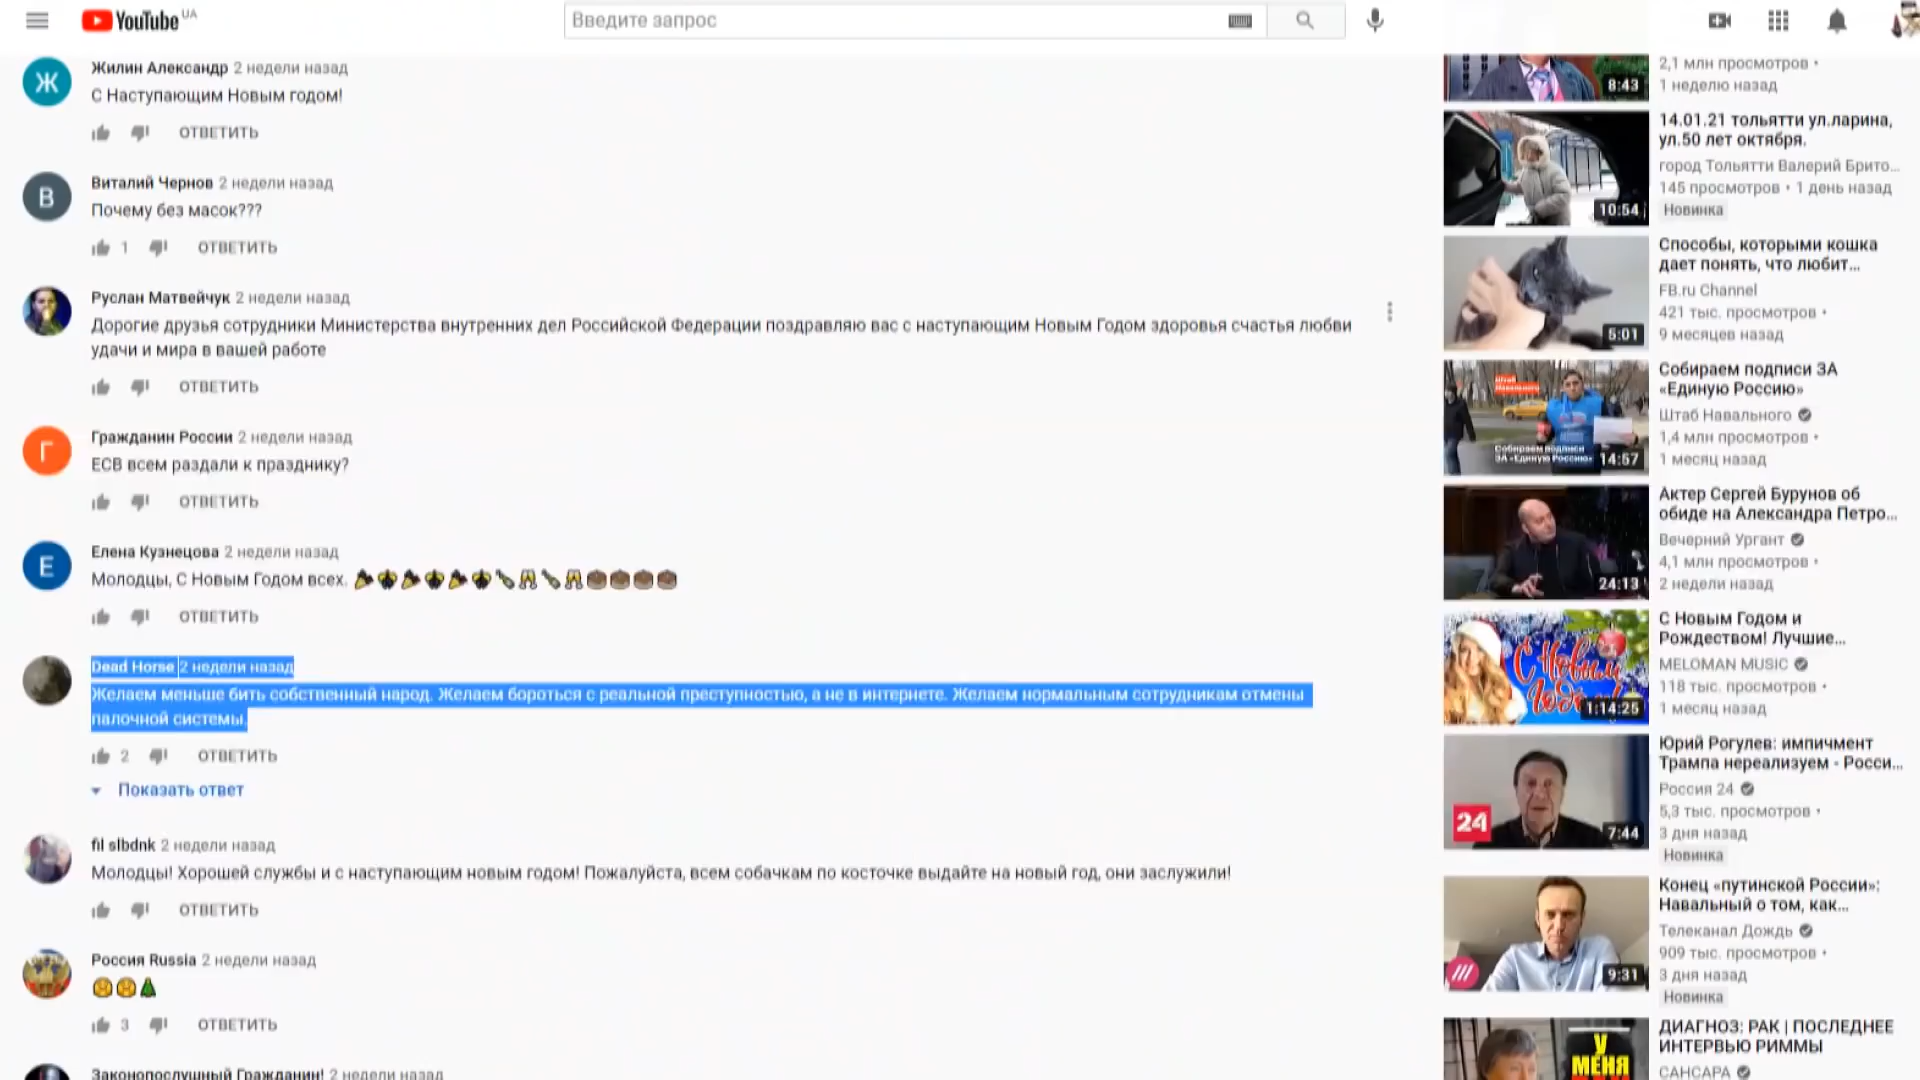 YouTube UA
Введите запрос
Жилин Александр 2 недели назад
С Наступающим Новым годом!
ОТВЕТИТЬ
Виталий Чернов 2 недели назад
Почему без масок???
1 ОТВЕТИТЬ
Руслан Матвейчук 2 недели назад
Дорогие друзья сотрудники Министерства внутренних дел Российской Федерации поздравляю вас с наступающим Новым Годом здоровья счастья любви
удачи и мира в вашей работе
ОТВЕТИТЬ
Гражданин России 2 недели назад
ЕСВ всем раздали к празднику?
ОТВЕТИТЬ
Елена Кузнецова 2 недели назад
Молодцы, С Новым Годом всех.
ОТВЕТИТЬ
Dead Horse 2 недели назад
Желаем меньше бить собственный народ. Желаем бороться с реальной преступностью, а не в интернете. Желаем нормальным сотрудникам отмены
палочной системы.
2 ОТВЕТИТЬ
Показать ответ
fil slbdnk 2 недели назад
Молодцы! Хорошей службы и с наступающим новым годом! Пожалуйста, всем собачкам по косточке выдайте на новый год, они заслужили!
ОТВЕТИТЬ
Россия Russia 2 недели назад
3 ОТВЕТИТЬ
Законопослушный Гражданин! 2 недели назад
8:43
2,1 млн просмотров •
1 неделю назад
10:54
14.01.21 тольятти ул.ларина,
ул.50 лет октября.
город Тольятти Валерий Брито...
145 просмотров • 1 день назад
Новинка
5:01
Способы, которыми кошка
дает понять, что любит...
FB.ru Channel
421 тыс. просмотров •
9 месяцев назад
Собираем подписи
ЗА «Единую Россию»
14:57
Собираем подписи ЗА
«Единую Россию»
Штаб Навального
1,4 млн просмотров •
1 месяц назад
24:13
Актер Сергей Бурунов об
обиде на Александра Петро...
Вечерний Ургант
4,1 млн просмотров •
2 недели назад
С Новым
Годом!
1:14:25
С Новым Годом и
Рождеством! Лучшие...
MELOMAN MUSIC
118 тыс. просмотров •
1 месяц назад
24
7:44
Юрий Рогулев: импичмент
Трампа нереализуем - Росси...
Россия 24
5,3 тыс. просмотров •
3 дня назад
Новинка
9:31
Конец «путинской России»:
Навальный о том, как...
Телеканал Дождь
909 тыс. просмотров •
3 дня назад
Новинка
У
МЕНЯ
ДИАГНОЗ: РАК | ПОСЛЕДНЕЕ
ИНТЕРВЬЮ РИММЫ
САНСАРА